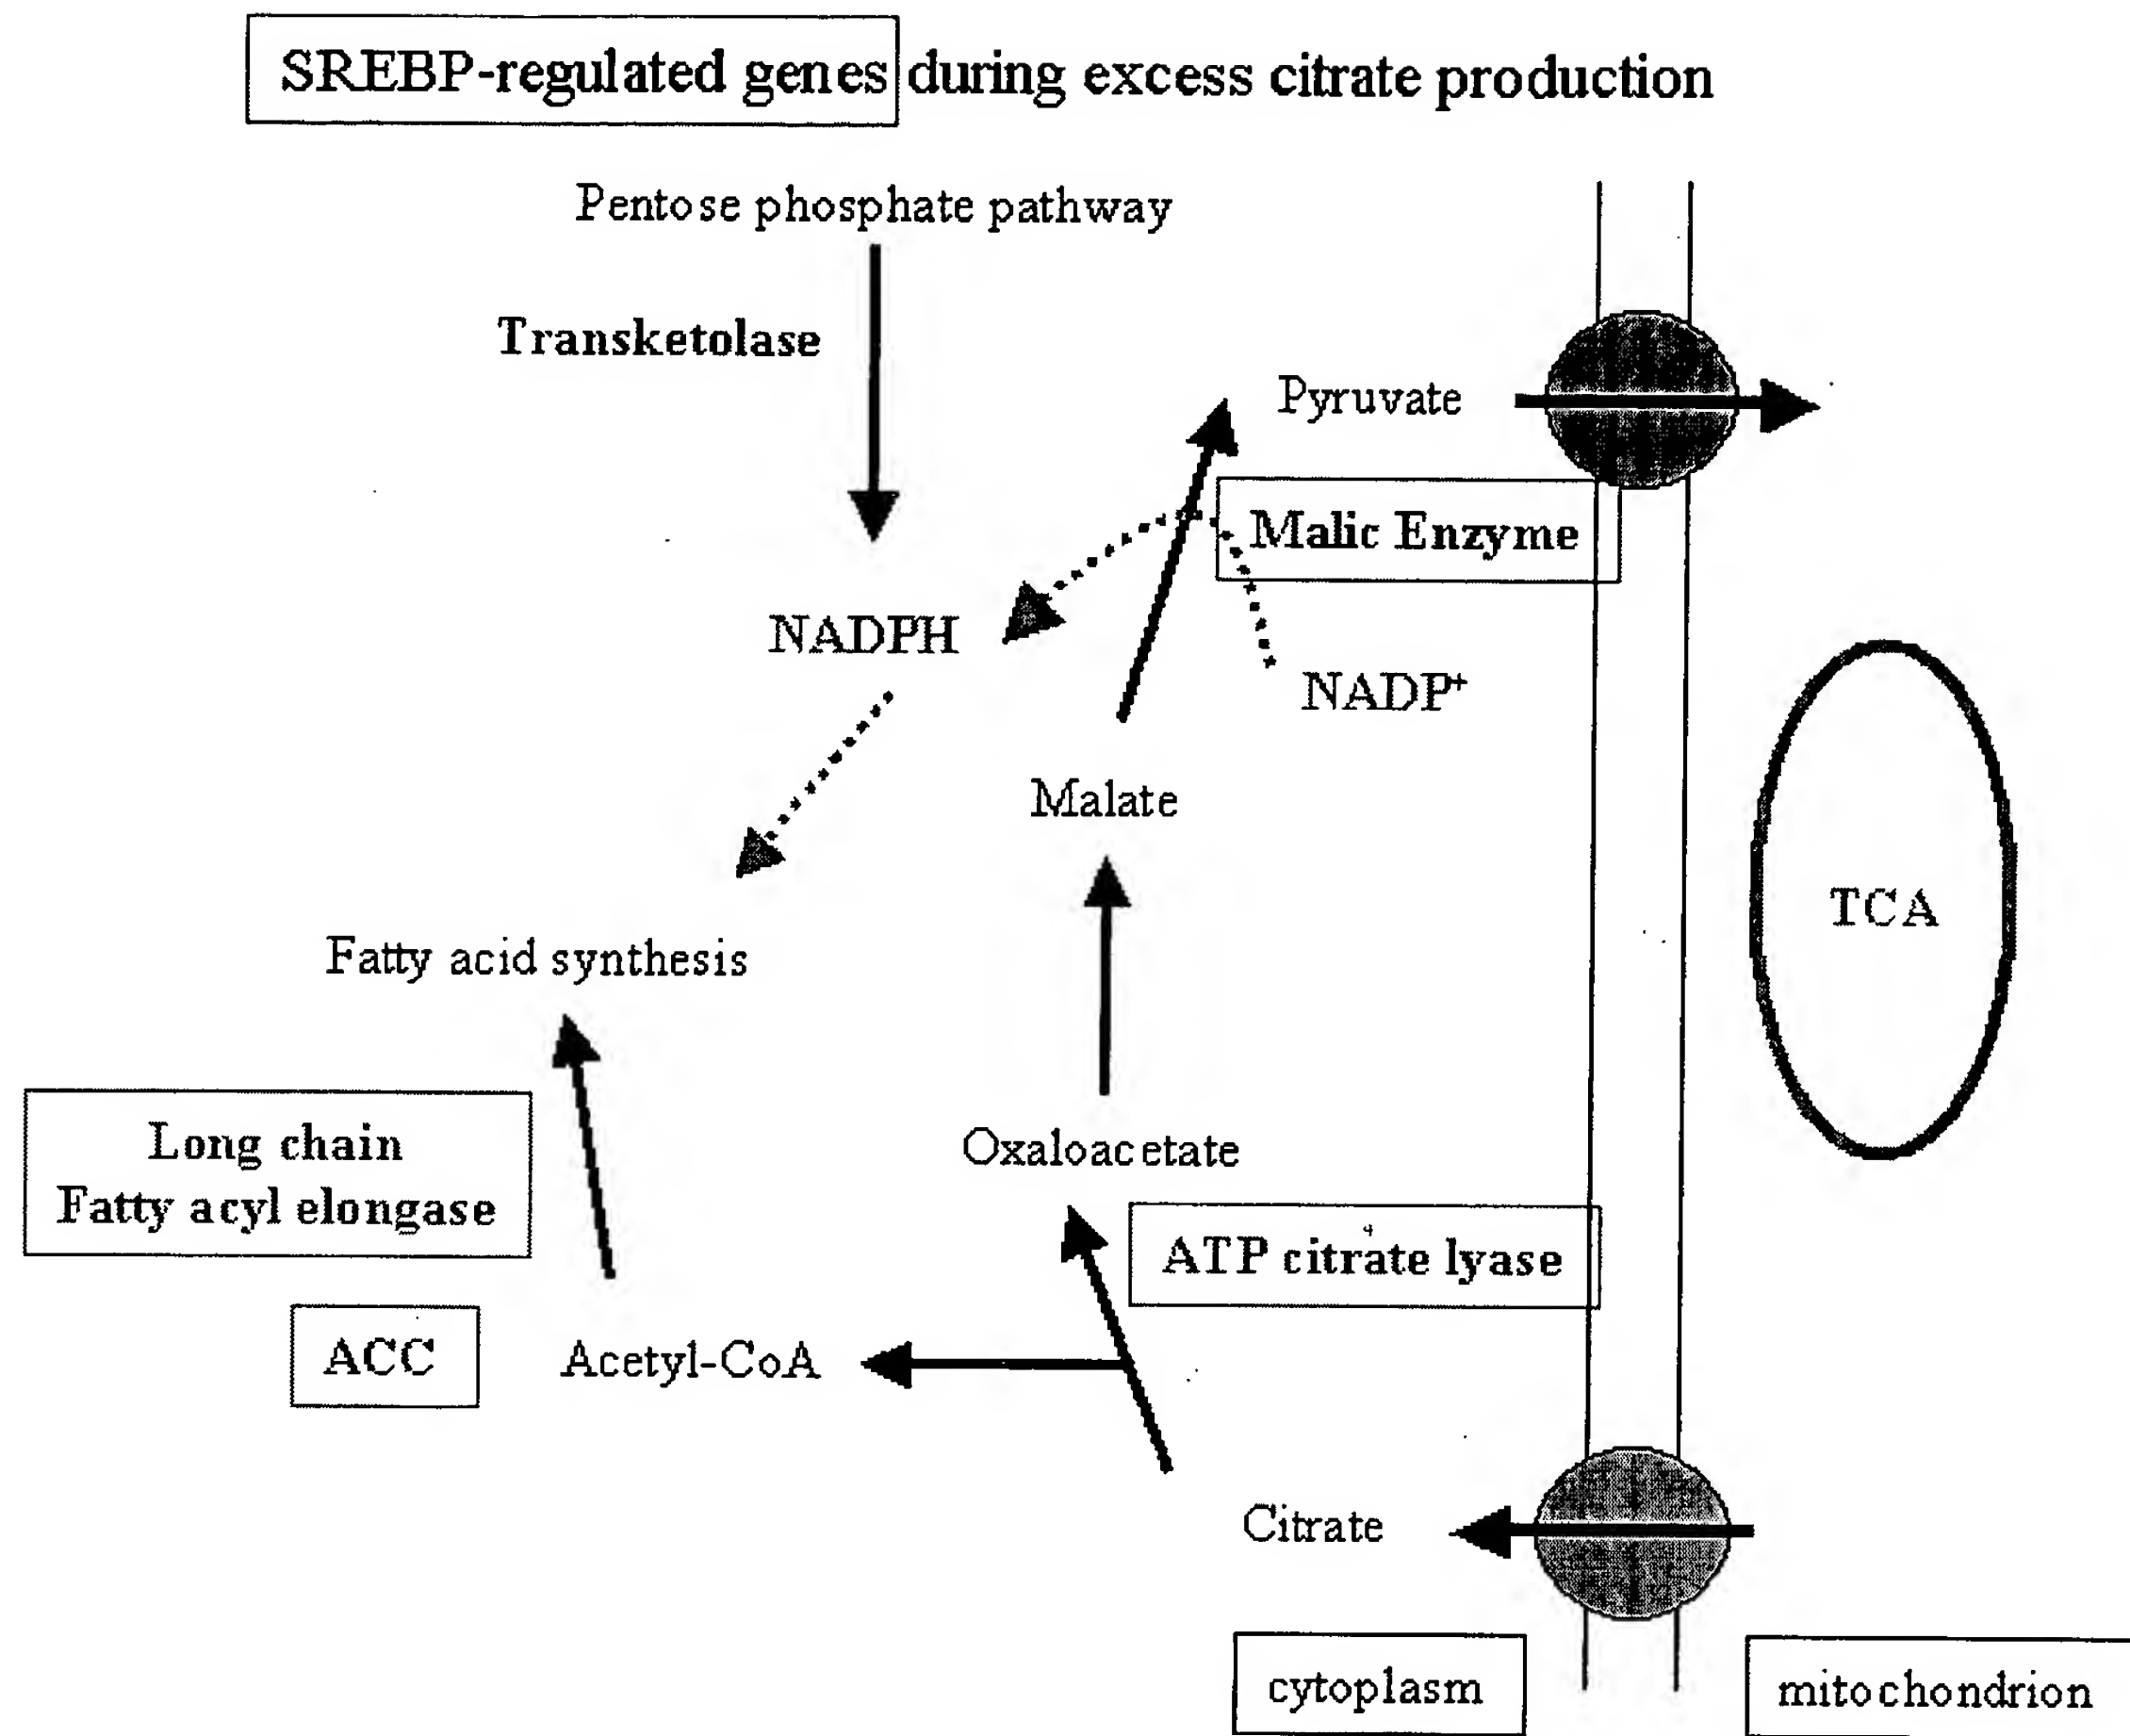 SREBP-regulated genes during excess citrate production
Pentose phosphate pathway
Transketolase
Pyruvate
Malic Enzyme
NADPH
NADP+
Malate
TCA
Fatty acid synthesis
Long chain
Fatty acyl elongase
Oxaloacetate
ATP citrate lyase
ACC
Acetyl-CoA
Citrate
cytoplasm
mitochondrion